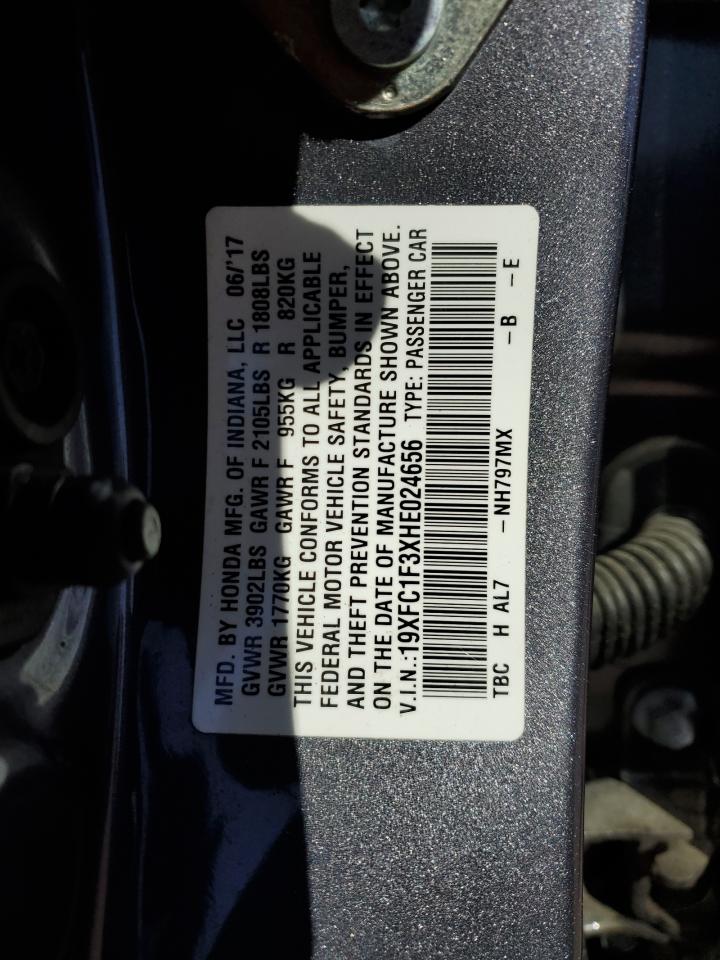 MFD. BY HONDA MFG. OF INDIANA, LLC 06/'17
GVWR 3902LBS GAWR F 2105LBS R 1808LBS
GVWR 1770KG GAWR F 955KG R 820KG
THIS VEHICLE CONFORMS TO ALL APPLICABLE
FEDERAL MOTOR VEHICLE SAFETY, BUMPER,
AND THEFT PREVENTION STANDARDS IN EFFECT
ON THE DATE OF MANUFACTURE SHOWN ABOVE.
V.I.N.:19XFC1F3XHE024656 TYPE: PASSENGER CAR
TBC H AL7 -NH797MX -B -E